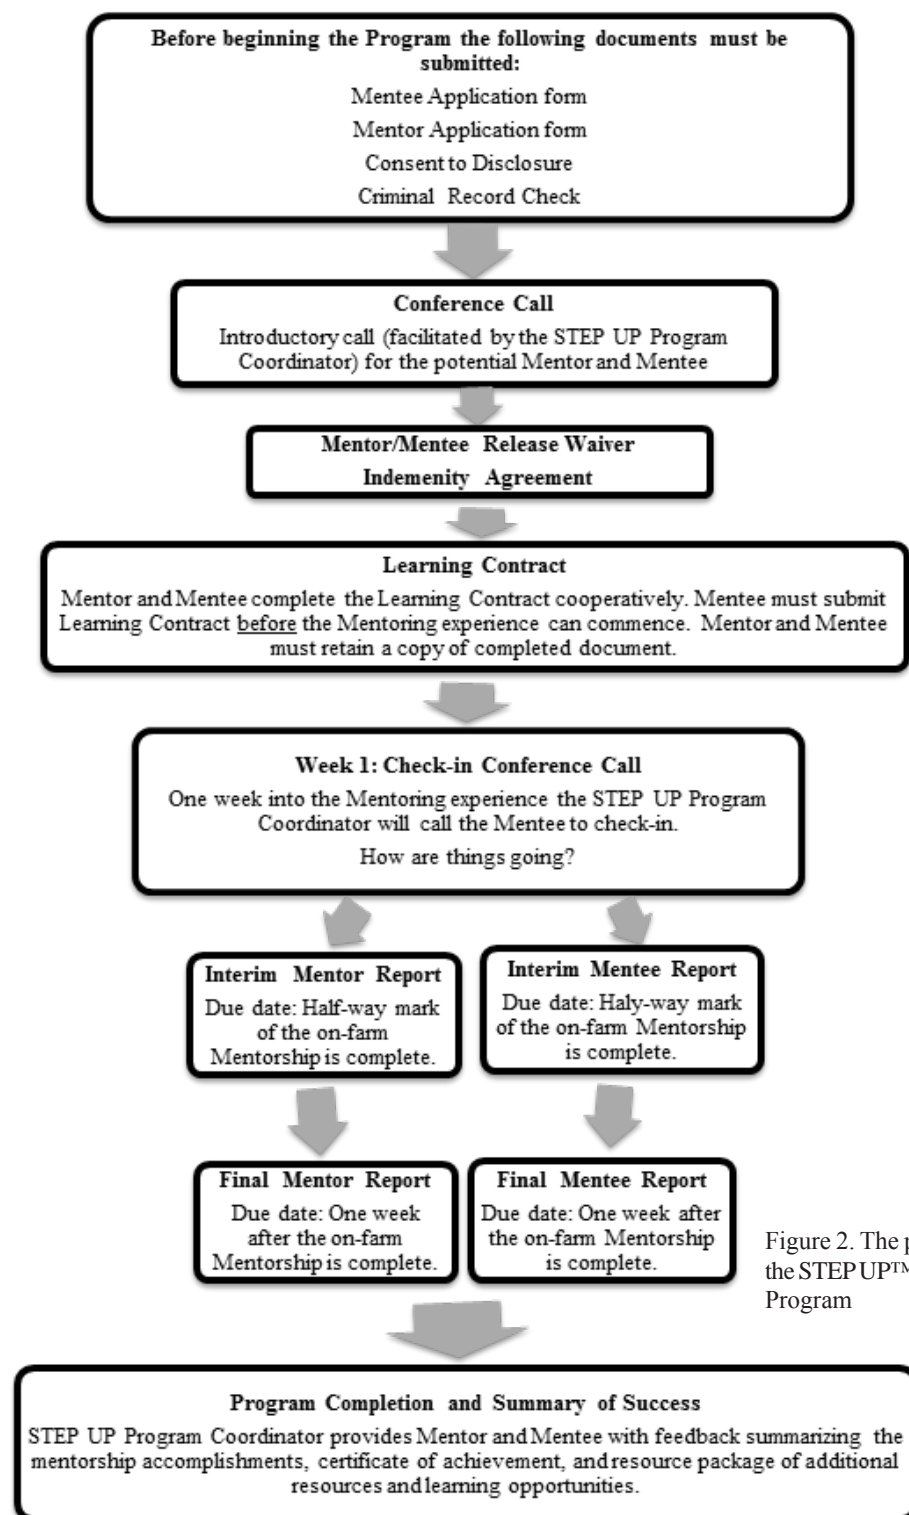 Before beginning the Program the following documents must be
submitted:
Mentee Application form
Mentor Application form
Consent to Disclosure
Criminal Record Check
Conference Call
Introductory call (facilitated by the STEP UP Program
Coordinator) for the potential Mentor and Mentee
Mentor/Mentee Release Waiver
Indemenity Agreement
Learning Contract
Mentor and Mentee complete the Learning Contract cooperatively. Mentee must submit
Learning Contract before the Mentoring experience can commence. Mentor and Mentee
must retain a copy of completed document.
Week 1: Check-in Conference Call
One week into the Mentoring experience the STEP UP Program
Coordinator will call the Mentee to check-in.
How are things going?
Interim Mentor Report
Due date: Half-way mark
of the on-farm
Mentorship is complete.
Interim Mentee Report
Due date: Haly-way mark
of the on-farm Mentorship
is complete.
Final Mentor Report
Due date: One week
after the on-farm
Mentorship is complete.
Final Mentee Report
Due date: One week after
the on-farm Mentorship
is complete.
Figure 2. The
the STEP UP™
Program
Program Completion and Summary of Success
STEP UP Program Coordinator provides Mentor and Mentee with feedback summarizing the
mentorship accomplishments, certificate of achievement, and resource package of additional
resources and learning opportunities.